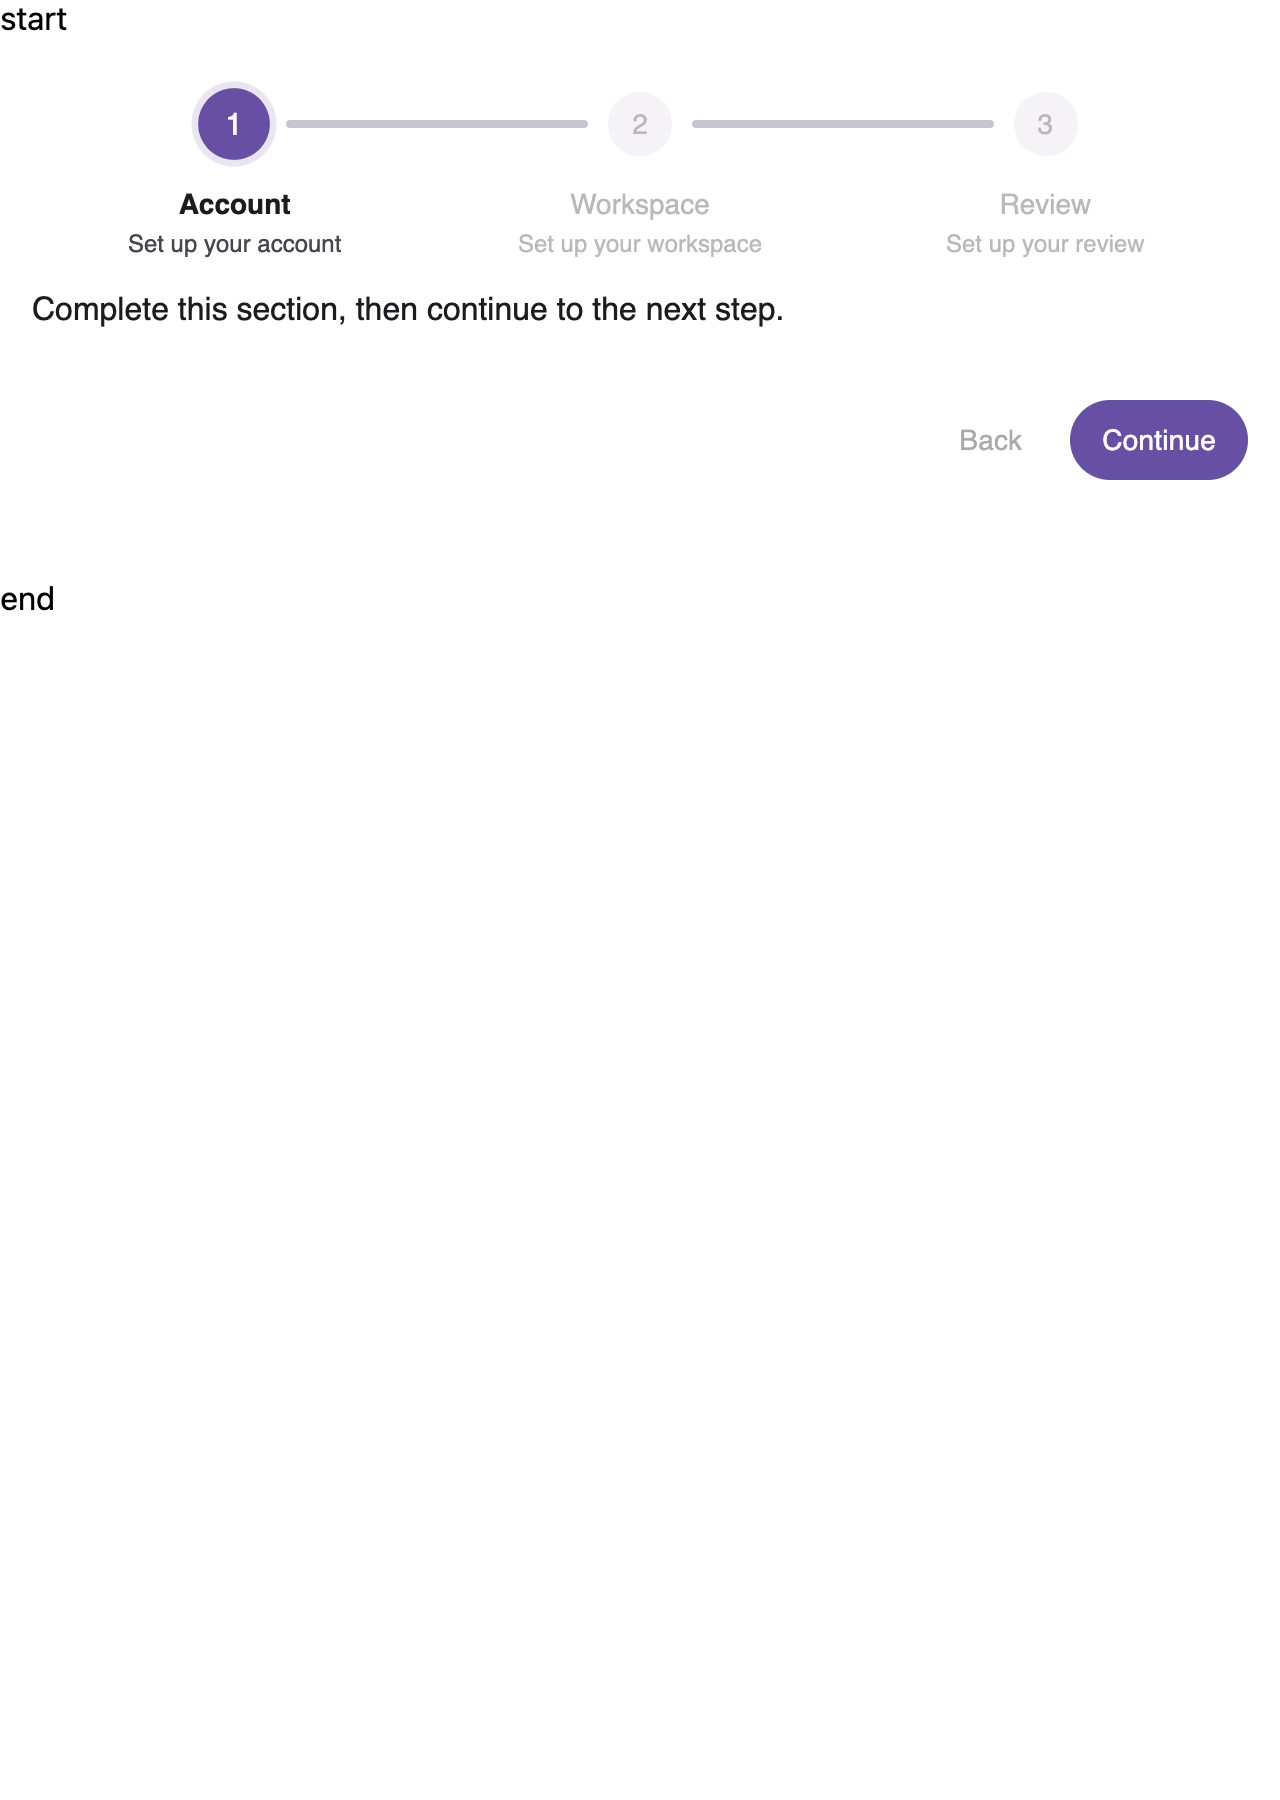 start
1
2
3
Account
Workspace
Review
Set up your account
Set up your workspace
Set up your review
Complete this section, then continue to the next step.
Back
Continue
end